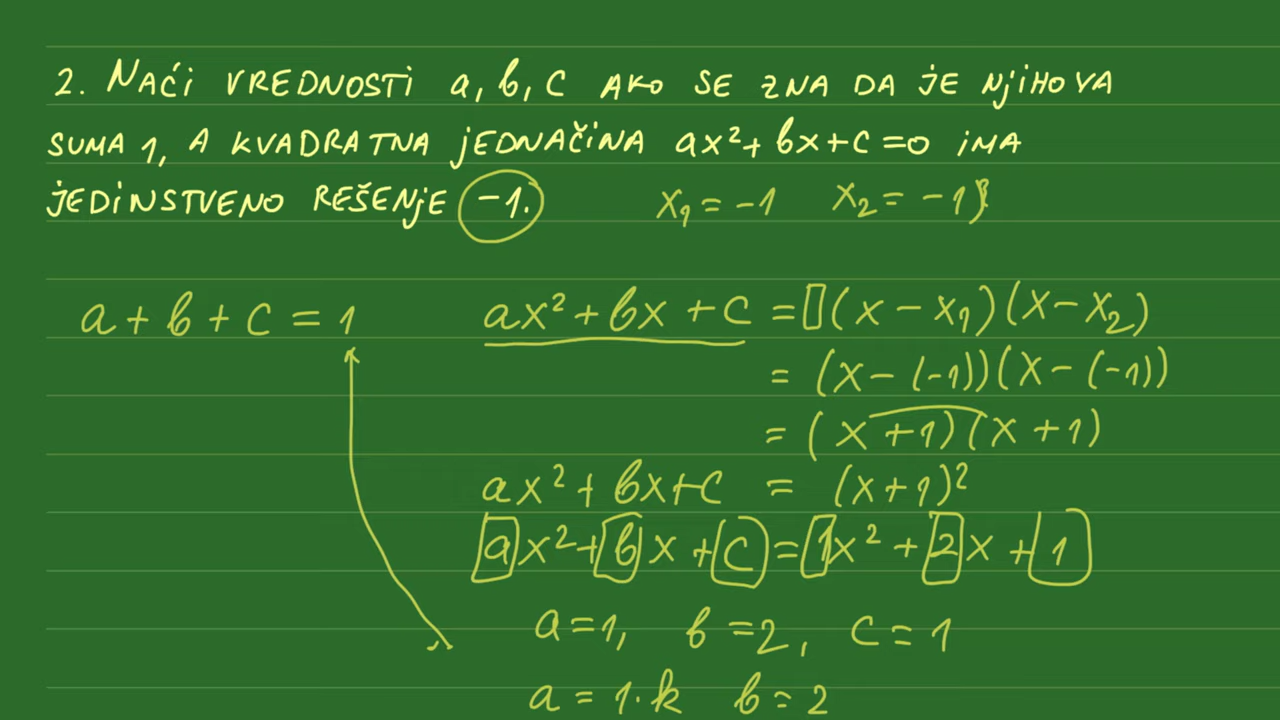 2. Naći vrednosti a, b, c ako se zna da je njihova
suma 1, a kvadratna jednačina ax²+bx+c=0 ima
jedinstveno rešenje -1. x₁ = -1 x₂ = -1
a + b + c = 1
ax² + bx + c = (x - x₁)(x - x₂)
= (x - (-1))(x - (-1))
= (x + 1)(x + 1)
ax² + bx + c = (x+1)²
ax² + bx + c = 1x² + 2x + 1
a = 1, b = 2, c = 1
a = 1·k b = 2